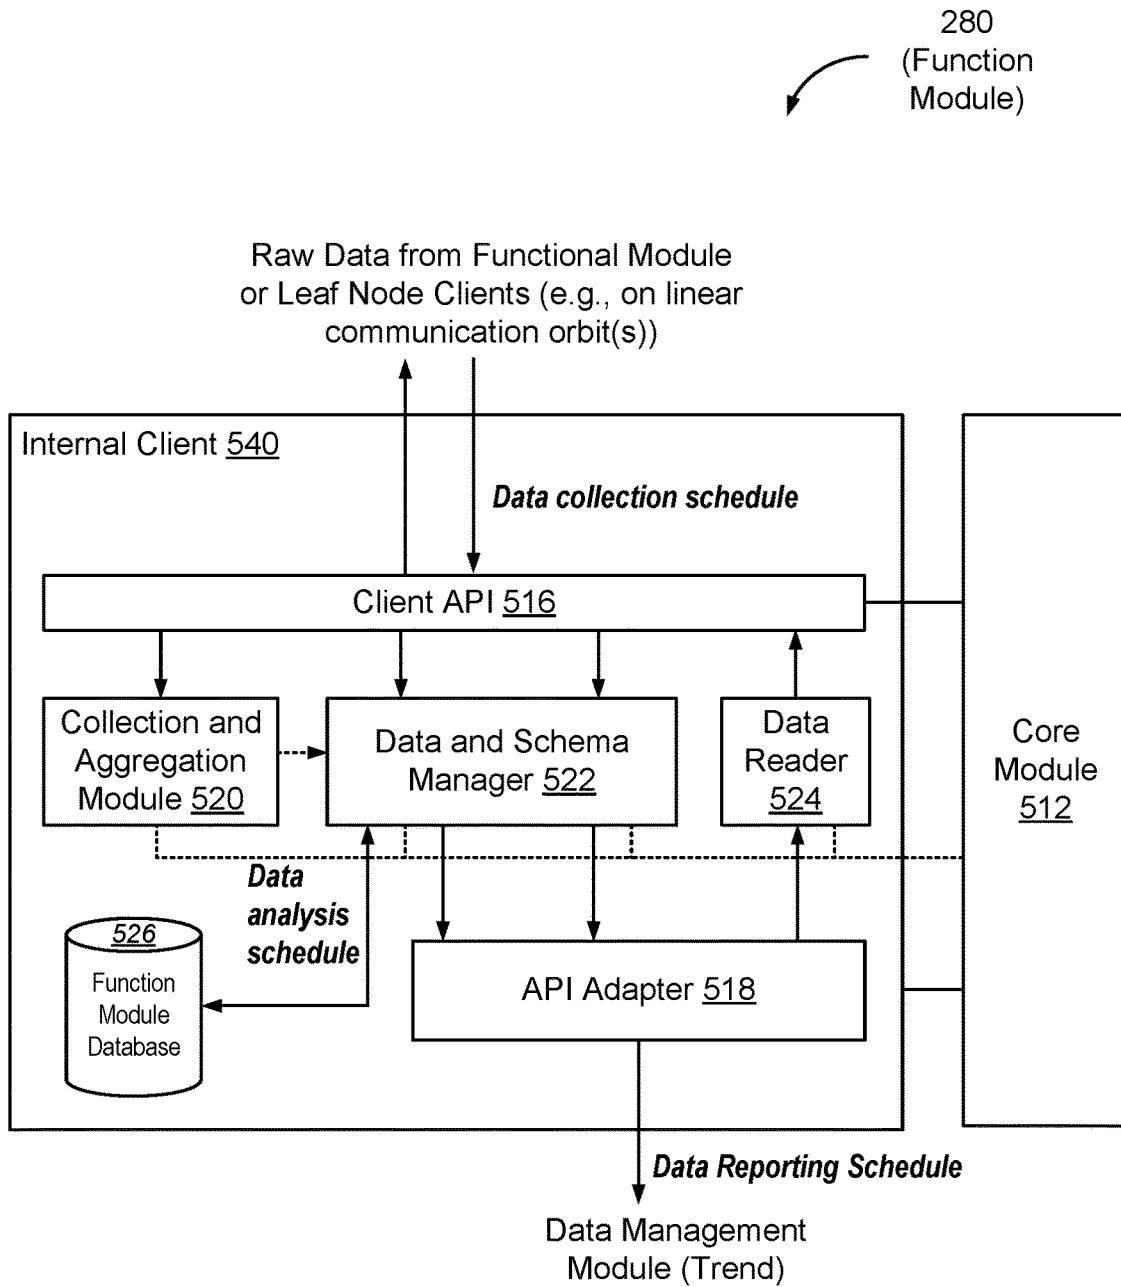 280
(Function
Module)
Raw Data from Functional Module
or Leaf Node Clients (e.g., on linear
communication orbit(s))
Internal Client 540
Data collection schedule
Client API 516
Collection and
Aggregation
Module 520
Data and Schema
Manager 522
Data
Reader
524
Core
Module
512
Data
analysis
schedule
526
Function
Module
Database
API Adapter 518
Data Reporting Schedule
Data Management
Module (Trend)